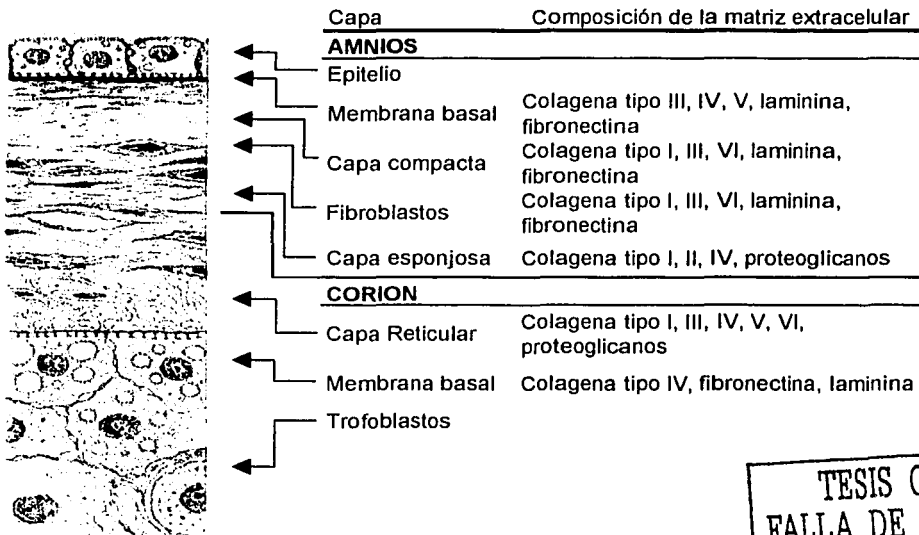 Capa Composición de la matriz extracelular
AMNIOS
Epitelio
Membrana basal Colagena tipo III, IV, V, laminina,
fibronectina
Capa compacta Colagena tipo I, III, VI, laminina,
fibronectina
Fibroblastos Colagena tipo I, III, VI, laminina,
fibronectina
Capa esponjosa Colagena tipo I, II, IV, proteoglicanos
CORION
Capa Reticular Colagena tipo I, III, IV, V, VI,
proteoglicanos
Membrana basal Colagena tipo IV, fibronectina, laminina
Trofoblastos
TESIS C
FALLA DE